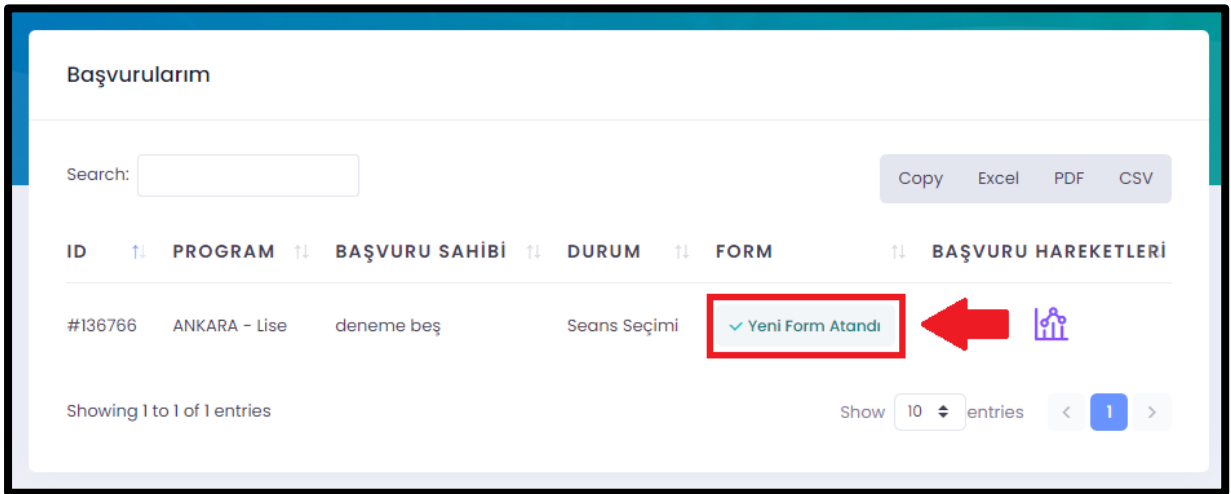 Başvurularım
Search:
Copy Excel PDF CSV
ID PROGRAM BAŞVURU SAHİBİ DURUM FORM BAŞVURU HAREKETLERİ
#136766 ANKARA - Lise deneme beş Seans Seçimi Yeni Form Atandı
Showing 1 to 1 of 1 entries
Show 10 entries < 1 >